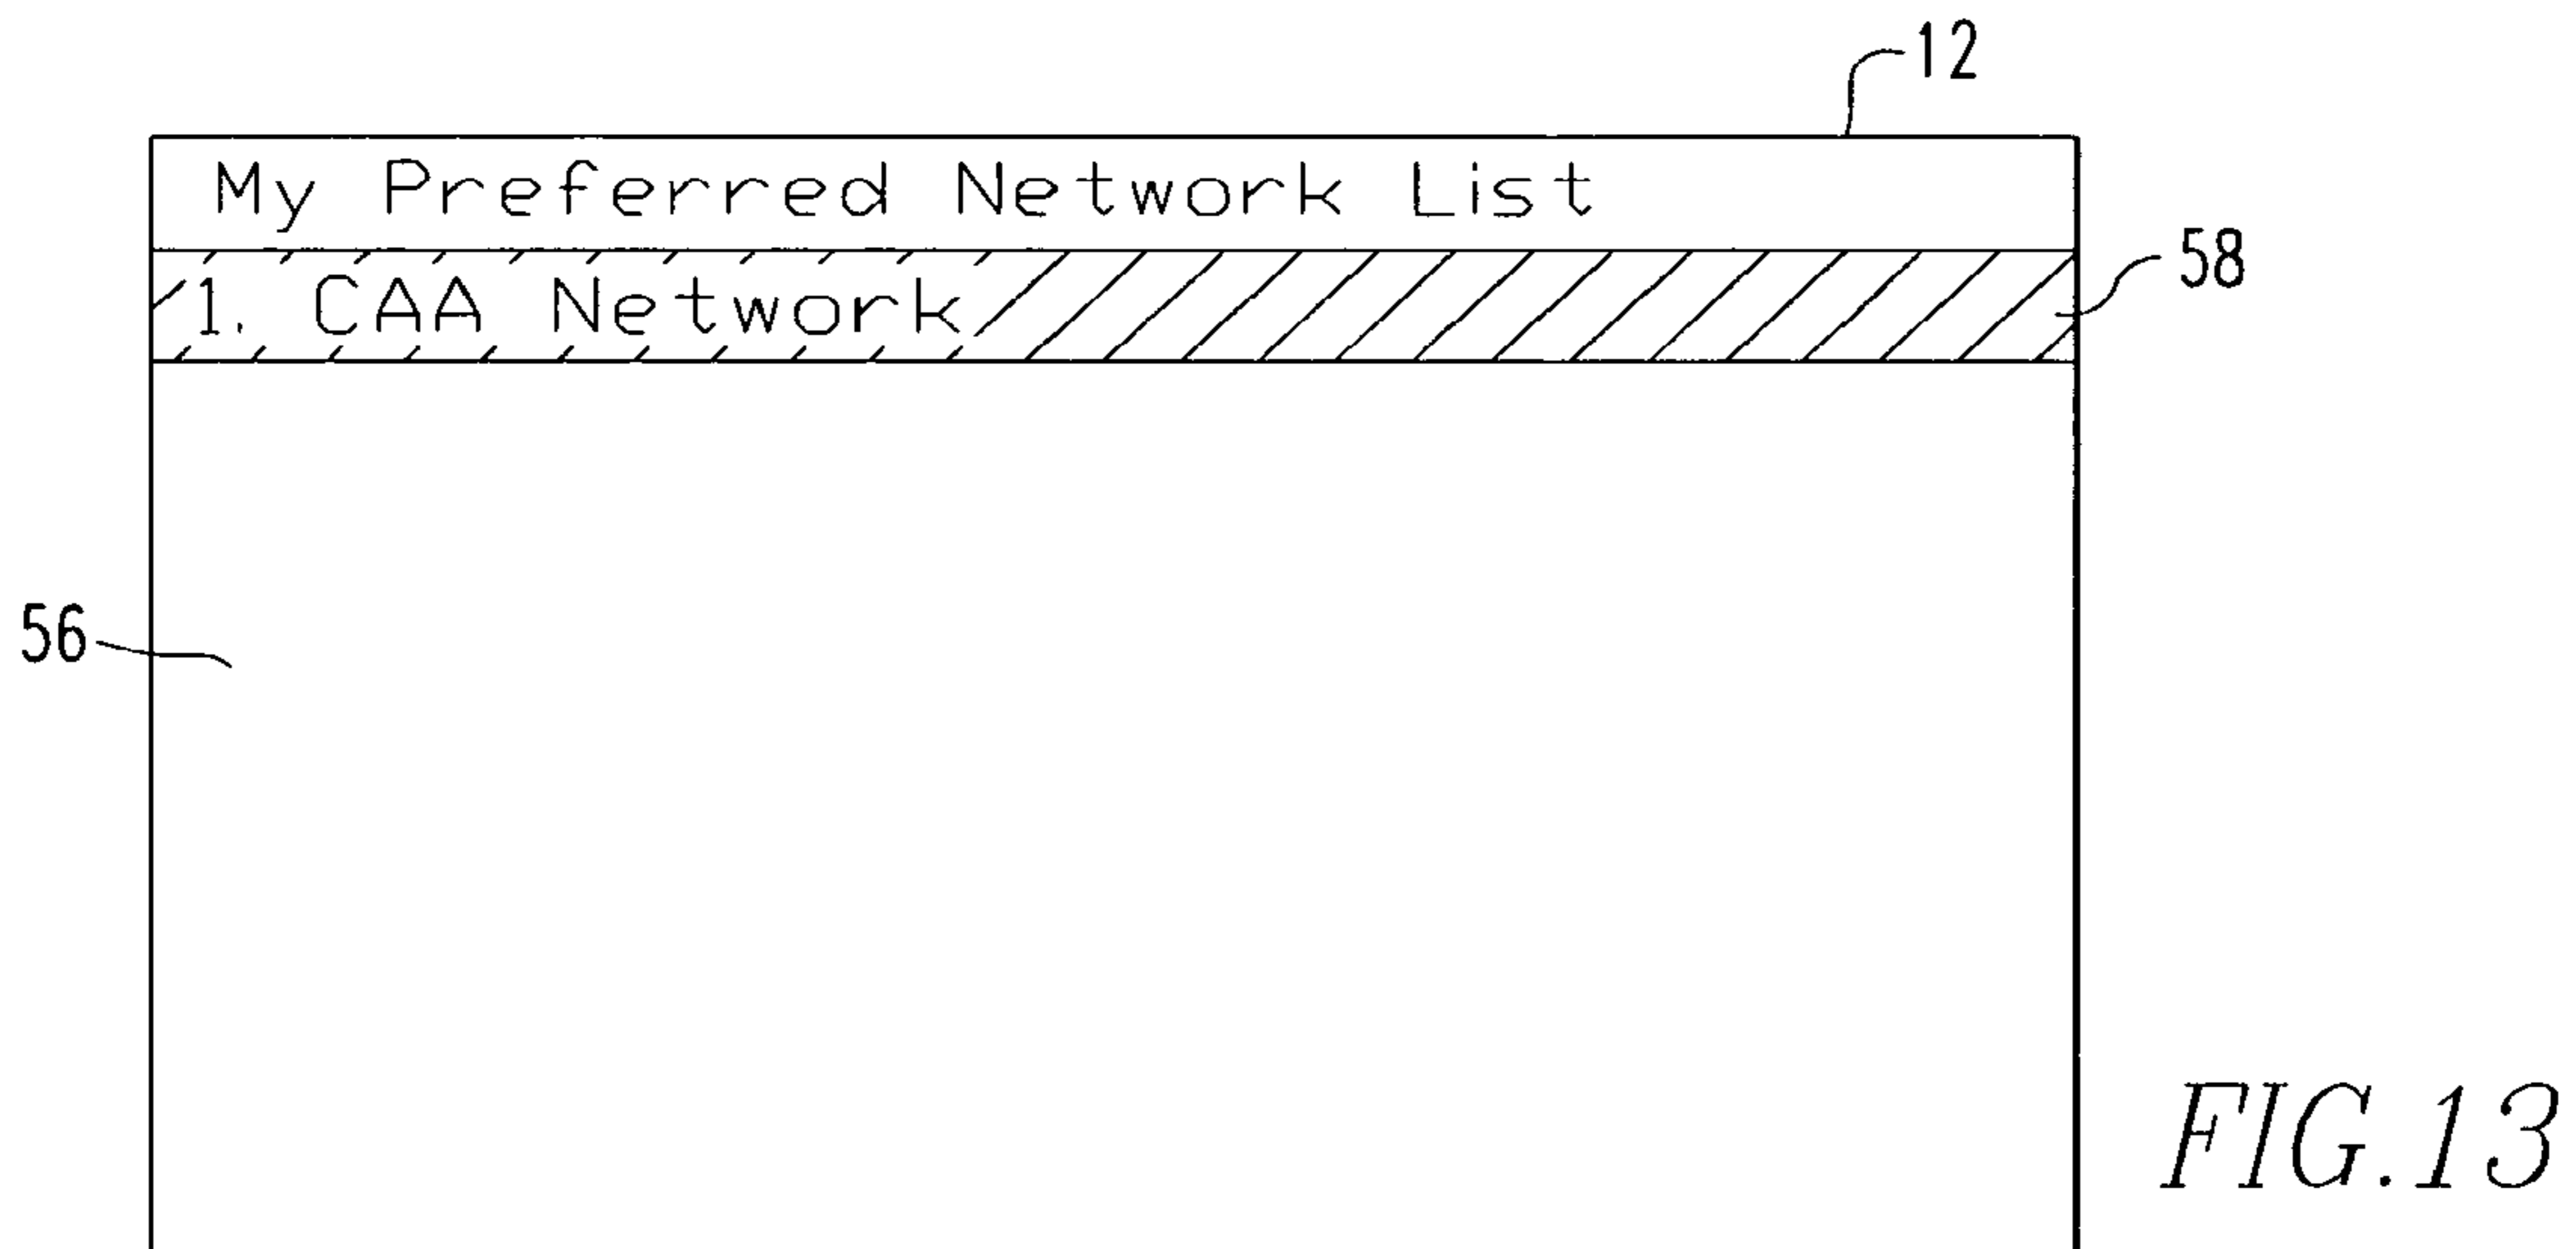 12
My Preferred Network List
58
1. CAA Network
56
FIG.13